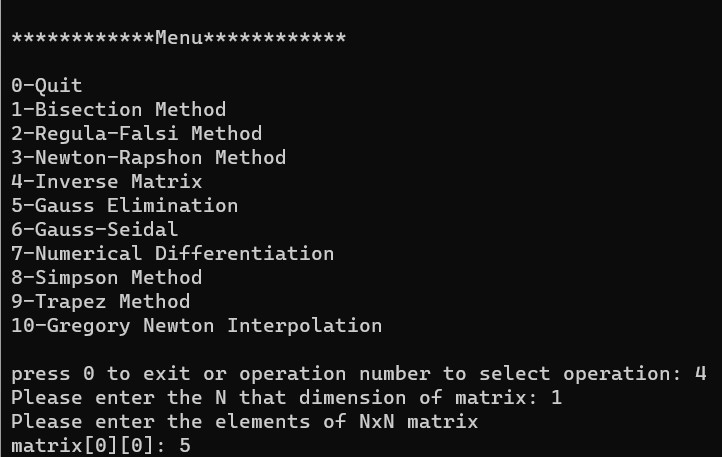 ************Menu************
0-Quit
1-Bisection Method
2-Regula-Falsi Method
3-Newton-Rapshon Method
4-Inverse Matrix
5-Gauss Elimination
6-Gauss-Seidal
7-Numerical Differentiation
8-Simpson Method
9-Trapez Method
10-Gregory Newton Interpolation
press 0 to exit or operation number to select operation: 4
Please enter the N that dimension of matrix: 1
Please enter the elements of NxN matrix
matrix[0][0]: 5